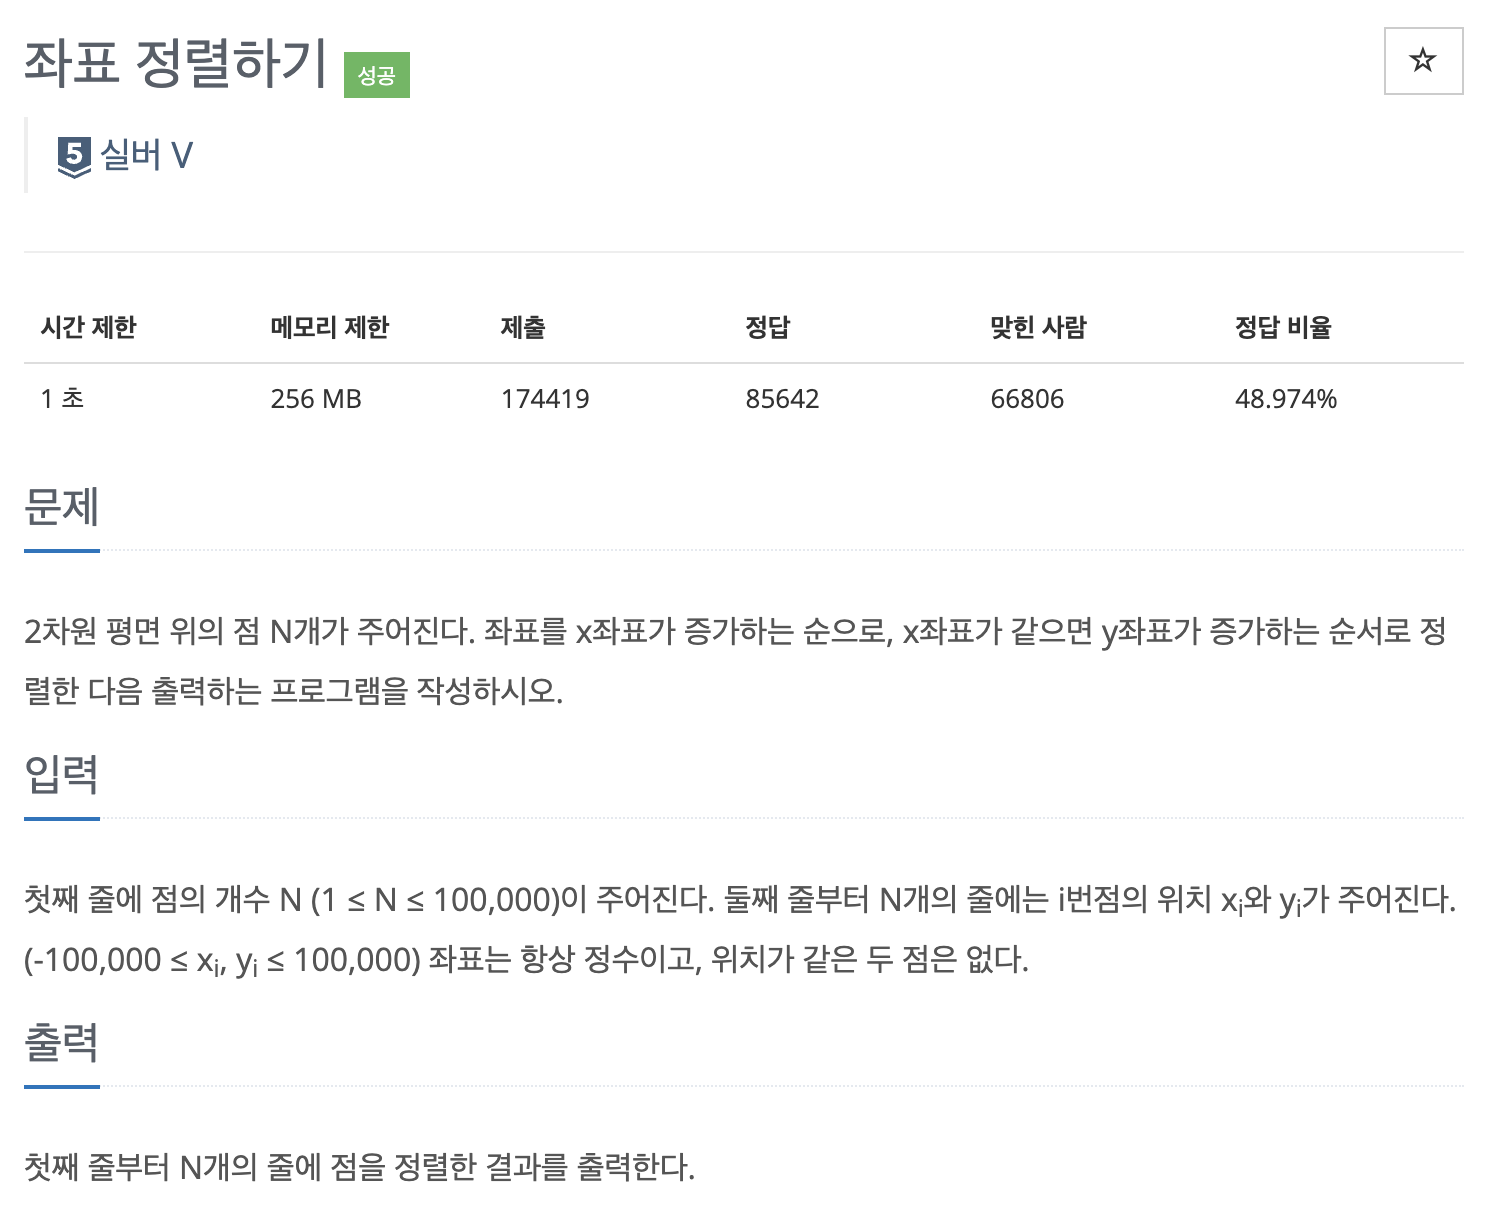 좌표 정렬하기 성공
☆
5 실버 V
시간 제한 메모리 제한 제출 정답 맞힌 사람 정답 비율
1 초 256 MB 174419 85642 66806 48.974%
문제
2차원 평면 위의 점 N개가 주어진다. 좌표를 x좌표가 증가하는 순으로, x좌표가 같으면 y좌표가 증가하는 순서로 정
렬한 다음 출력하는 프로그램을 작성하시오.
입력
첫째 줄에 점의 개수 N (1 ≤ N ≤ 100,000)이 주어진다. 둘째 줄부터 N개의 줄에는 i번점의 위치 xi와 yi가 주어진다.
(-100,000 ≤ xi, yi ≤ 100,000) 좌표는 항상 정수이고, 위치가 같은 두 점은 없다.
출력
첫째 줄부터 N개의 줄에 점을 정렬한 결과를 출력한다.